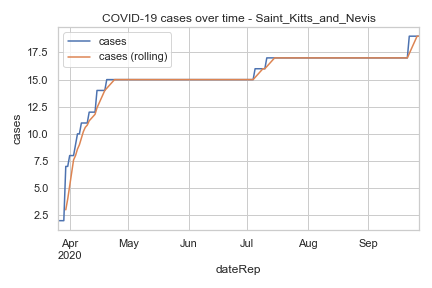 COVID-19 cases over time - Saint_Kitts_and_Nevis
cases
cases (rolling)
17.5
15.0
12.5
10.0
7.5
5.0
2.5
cases
Apr May Jun Jul Aug Sep
2020
dateRep